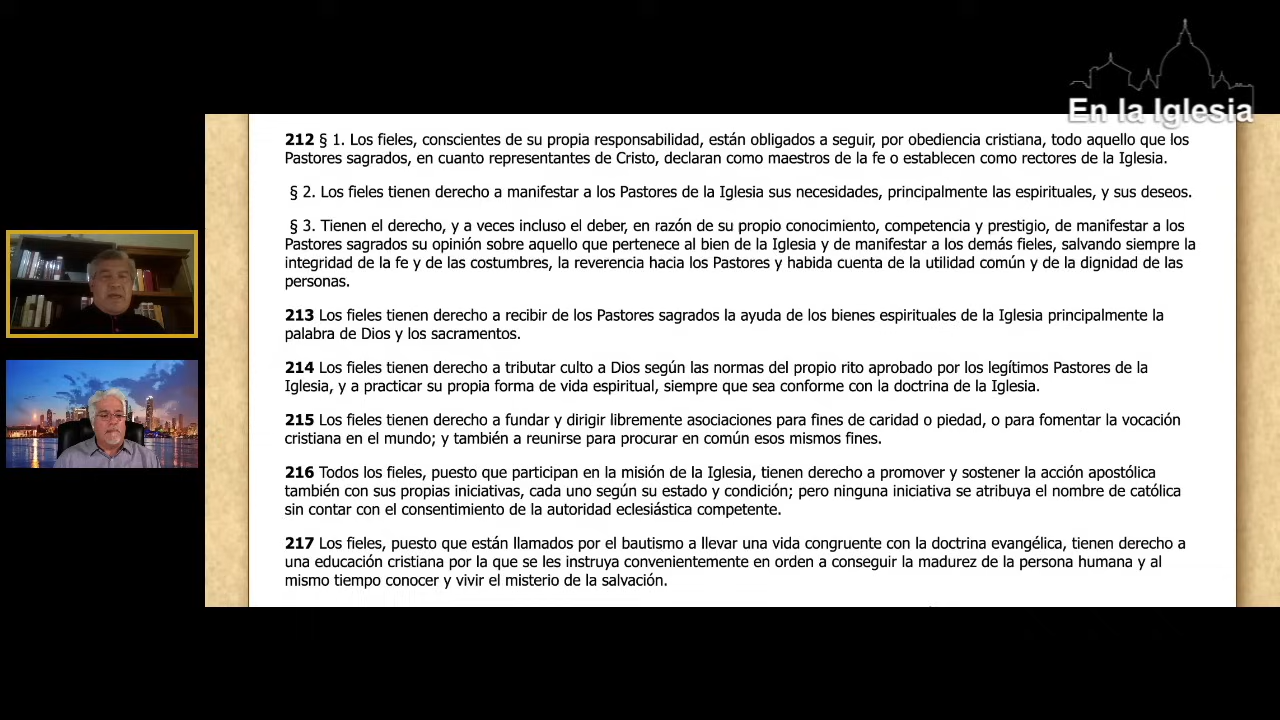 En la Iglesia
212 § 1. Los fieles, conscientes de su propia responsabilidad, están obligados a seguir, por obediencia cristiana, todo aquello que los
Pastores sagrados, en cuanto representantes de Cristo, declaran como maestros de la fe o establecen como rectores de la Iglesia.
§ 2. Los fieles tienen derecho a manifestar a los Pastores de la Iglesia sus necesidades, principalmente las espirituales, y sus deseos.
§ 3. Tienen el derecho, y a veces incluso el deber, en razón de su propio conocimiento, competencia y prestigio, de manifestar a los
Pastores sagrados su opinión sobre aquello que pertenece al bien de la Iglesia y de manifestar a los demás fieles, salvando siempre la
integridad de la fe y de las costumbres, la reverencia hacia los Pastores y habida cuenta de la utilidad común y de la dignidad de las
personas.
213 Los fieles tienen derecho a recibir de los Pastores sagrados la ayuda de los bienes espirituales de la Iglesia principalmente la
palabra de Dios y los sacramentos.
214 Los fieles tienen derecho a tributar culto a Dios según las normas del propio rito aprobado por los legítimos Pastores de la
Iglesia, y a practicar su propia forma de vida espiritual, siempre que sea conforme con la doctrina de la Iglesia.
215 Los fieles tienen derecho a fundar y dirigir libremente asociaciones para fines de caridad o piedad, o para fomentar la vocación
cristiana en el mundo; y también a reunirse para procurar en común esos mismos fines.
216 Todos los fieles, puesto que participan en la misión de la Iglesia, tienen derecho a promover y sostener la acción apostólica
también con sus propias iniciativas, cada uno según su estado y condición; pero ninguna iniciativa se atribuya el nombre de católica
sin contar con el consentimiento de la autoridad eclesiástica competente.
217 Los fieles, puesto que están llamados por el bautismo a llevar una vida congruente con la doctrina evangélica, tienen derecho a
una educación cristiana por la que se les instruya convenientemente en orden a conseguir la madurez de la persona humana y al
mismo tiempo conocer y vivir el misterio de la salvación.